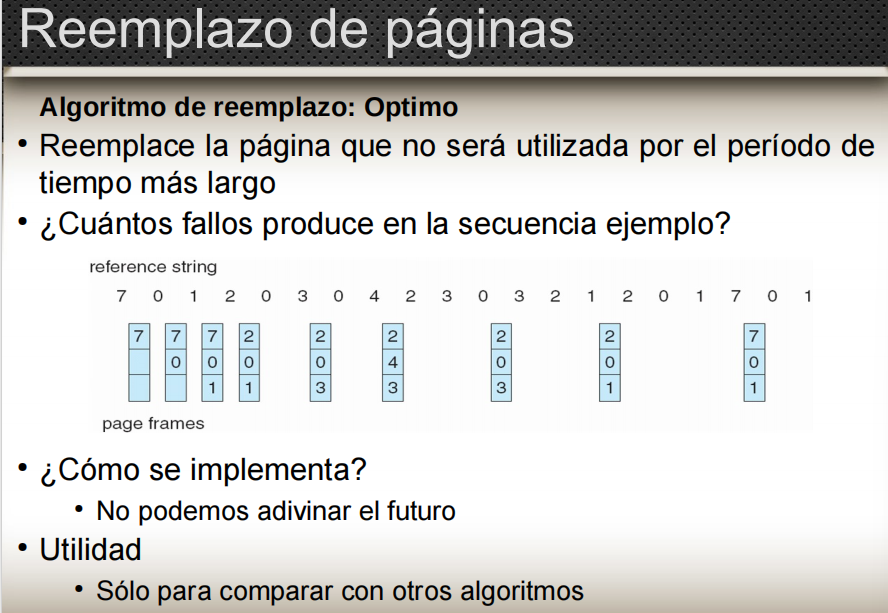 Reemplazo de páginas
Algoritmo de reemplazo: Optimo
• Reemplace la página que no será utilizada por el período de
tiempo más largo
• ¿Cuántos fallos produce en la secuencia ejemplo?
reference string
7 0 1 2 0 3 0 4 2 3 0 3 2 1 2 0 1 7 0 1
7 7 7 2 2 2 2 2 7
0 0 0 0 4 0 0 0
1 1 3 3 3 1 1
page frames
• ¿Cómo se implementa?
• No podemos adivinar el futuro
• Utilidad
• Sólo para comparar con otros algoritmos